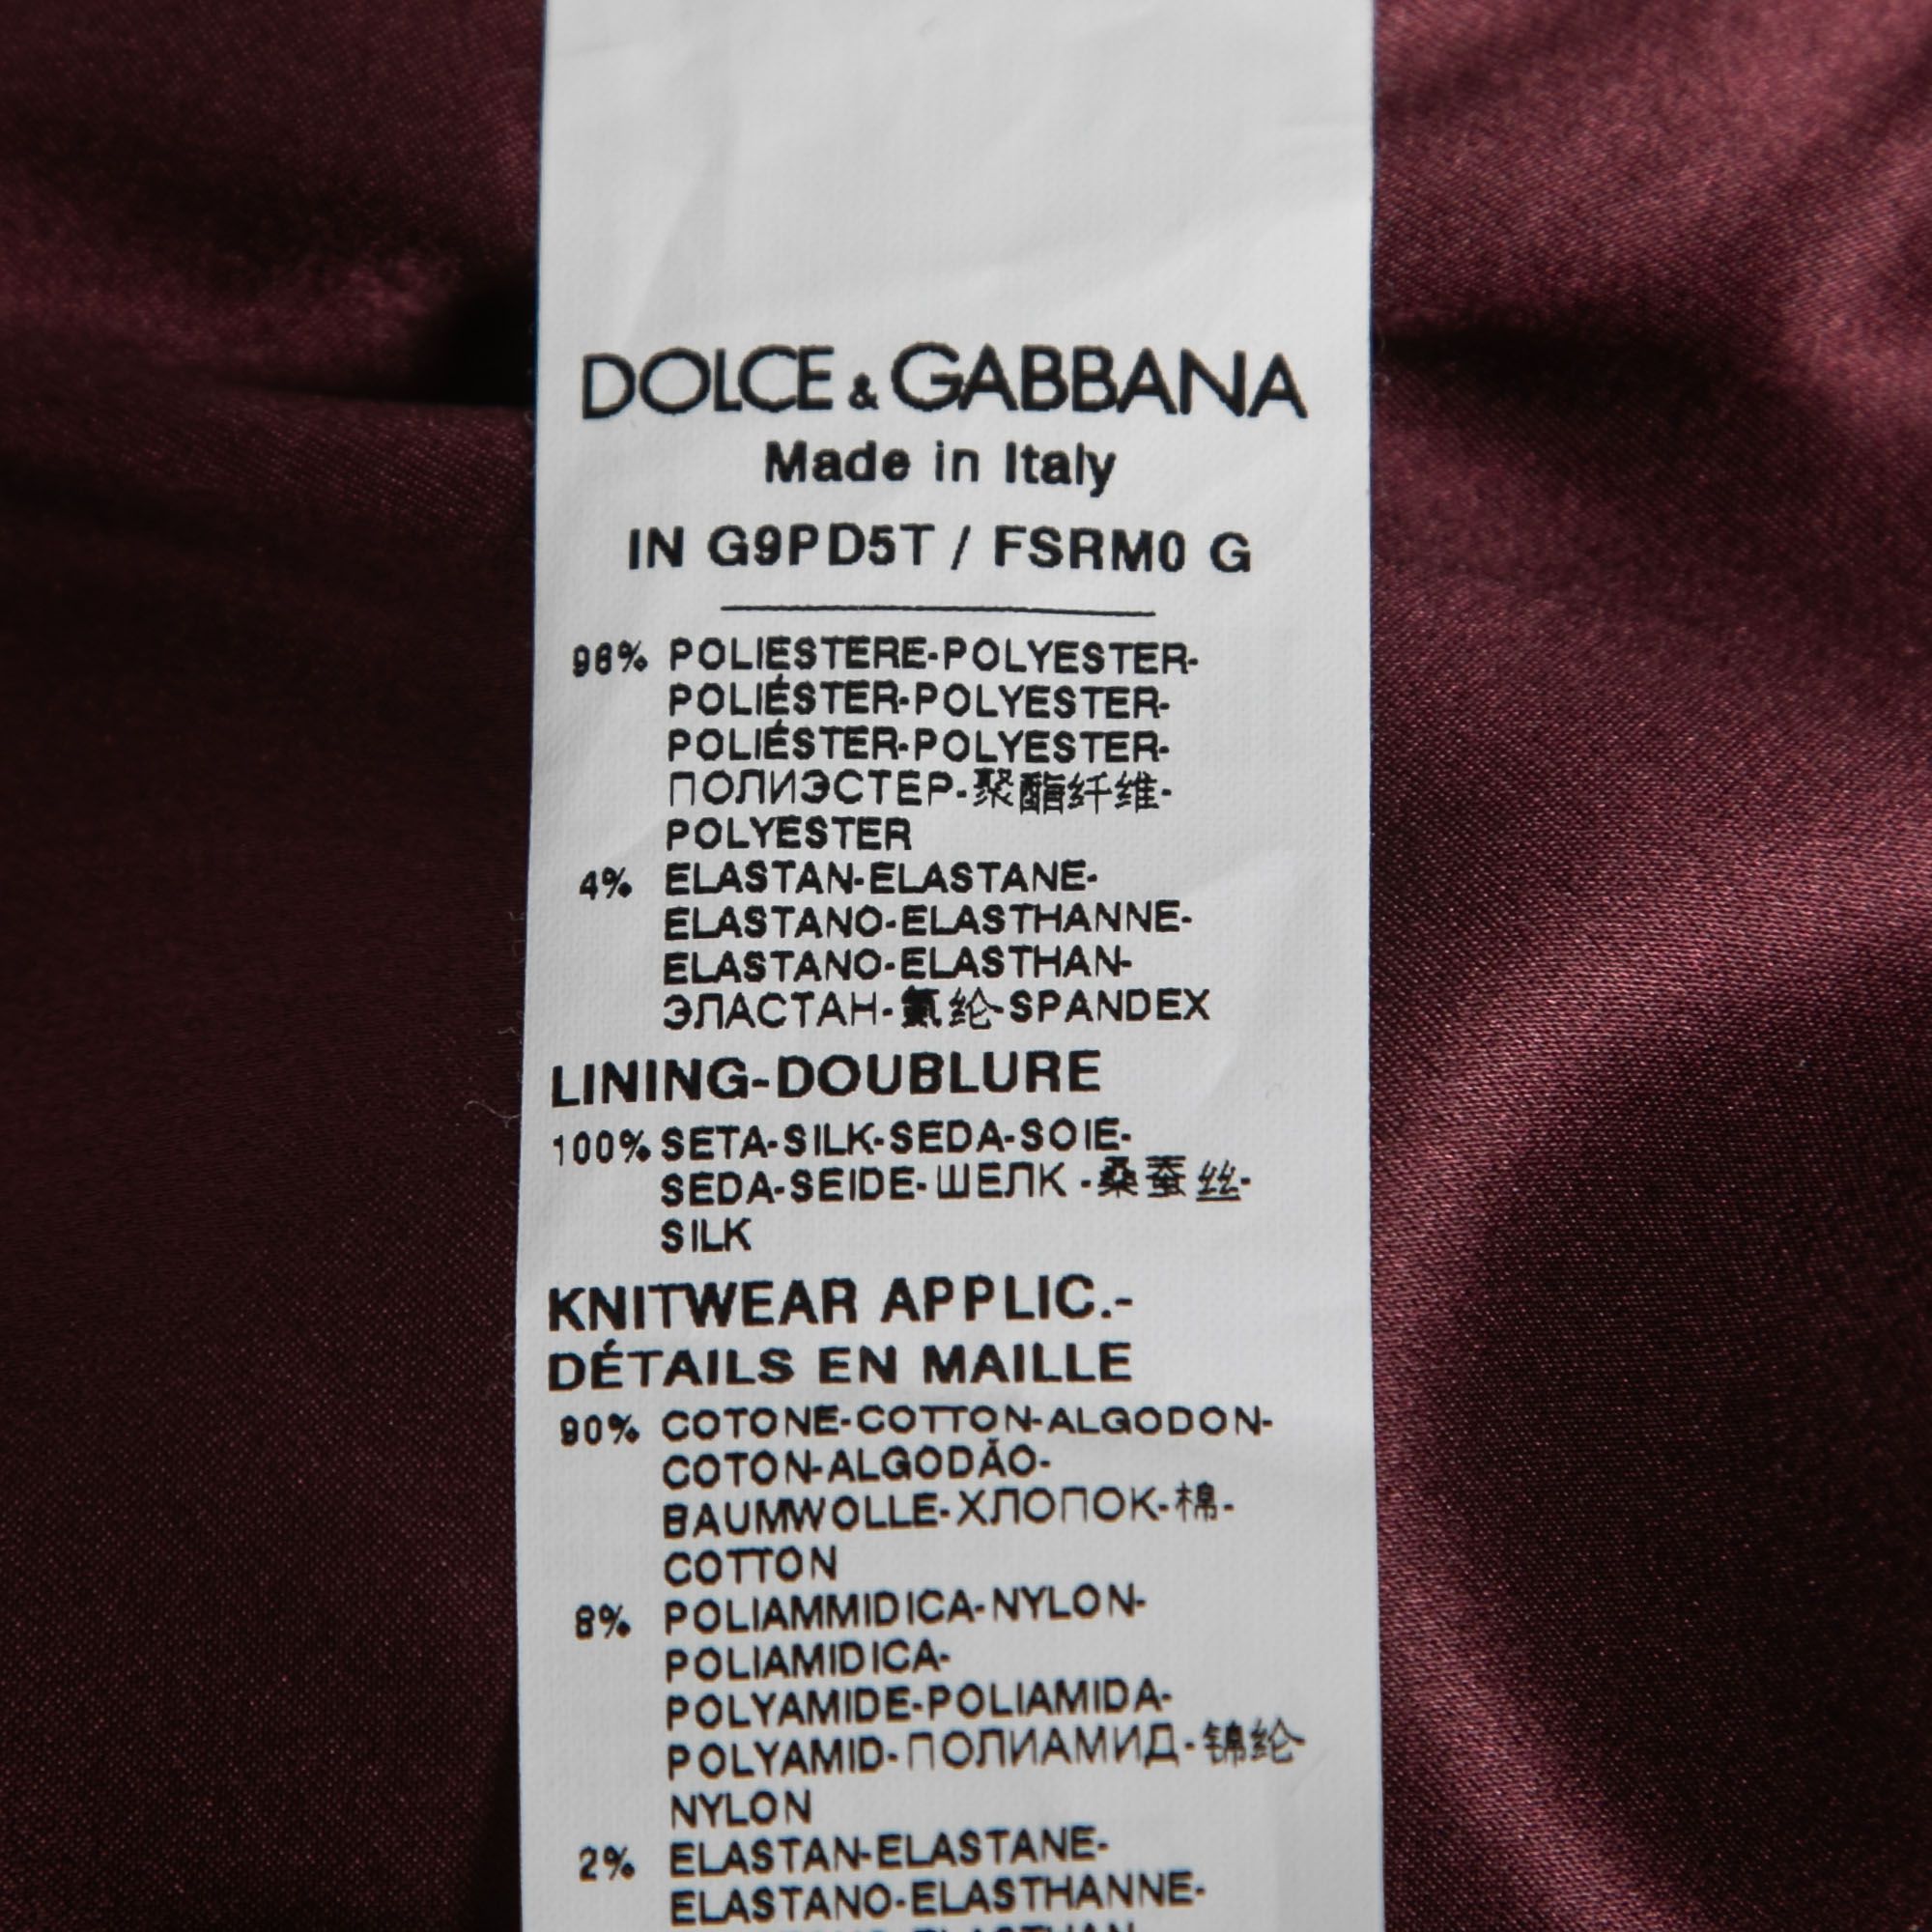 DOLCE & GABBANA
Made in Italy
IN G9PD5T / FSRM0 G
96% POLIESTERE-POLYESTER-
POLIÉSTER-POLYESTER-
POLIÉSTER-POLYESTER-
ПОЛИЭСТЕР-聚酯纤维-
POLYESTER
4% ELASTAN-ELASTANE-
ELASTANO-ELASTHANNE-
ELASTANO-ELASTHAN-
ЭЛАСТАН-氨纶-SPANDEX
LINING-DOUBLURE
100% SETA-SILK-SEDA-SOIE-
SEDA-SEIDE-ШЕЛК -桑蚕丝-
SILK
KNITWEAR APPLIC.-
DÉTAILS EN MAILLE
90% COTONE-COTTON-ALGODON-
COTON-ALGODÃO-
BAUMWOLLE-ХЛОПОК-棉-
COTTON
8% POLIAMMIDICA-NYLON-
POLIAMIDICA-
POLYAMIDE-POLIAMIDA-
POLYAMID-ПОЛИАМИД-锦纶-
NYLON
2% ELASTAN-ELASTANE-
ELASTANO-ELASTHANNE-